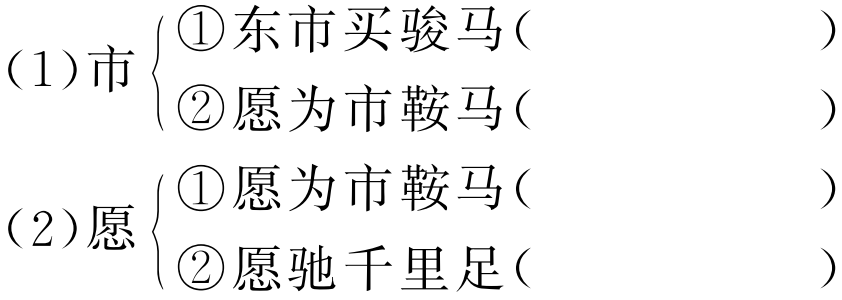 (1)市
①东市买骏马(　　　　)
②愿为市鞍马(　　　　)
(2)愿
①愿为市鞍马(　　　　)
②愿驰千里足(　　　　)